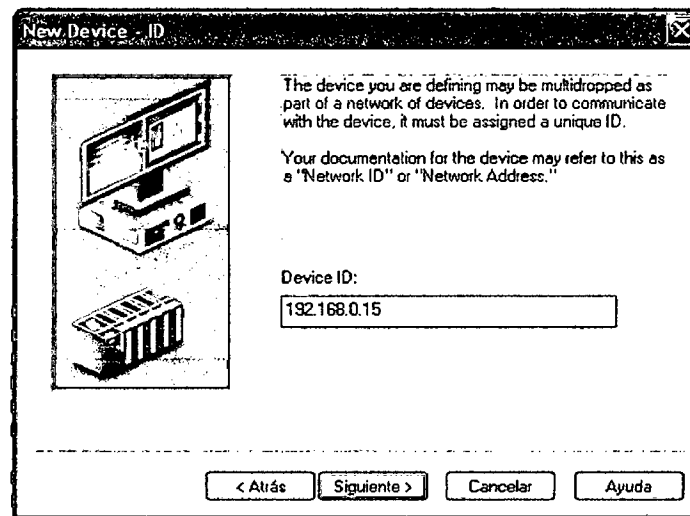 New Device - ID
The device you are defining may be multidropped as
part of a network of devices. In order to communicate
with the device, it must be assigned a unique ID.
Your documentation for the device may refer to this as
a "Network ID" or "Network Address."
Device ID:
192.168.0.15
< Atrás Siguiente > Cancelar Ayuda